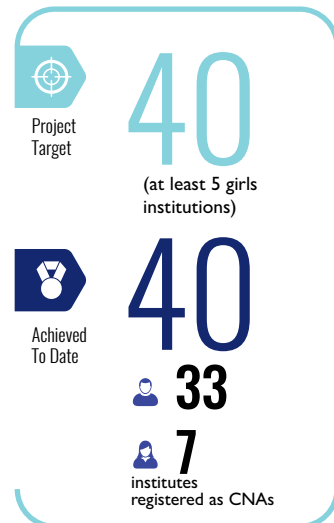 Project
Target
40
(at least 5 girls
institutions)
Achieved
To Date
40
33
7
institutes
registered as CNAs